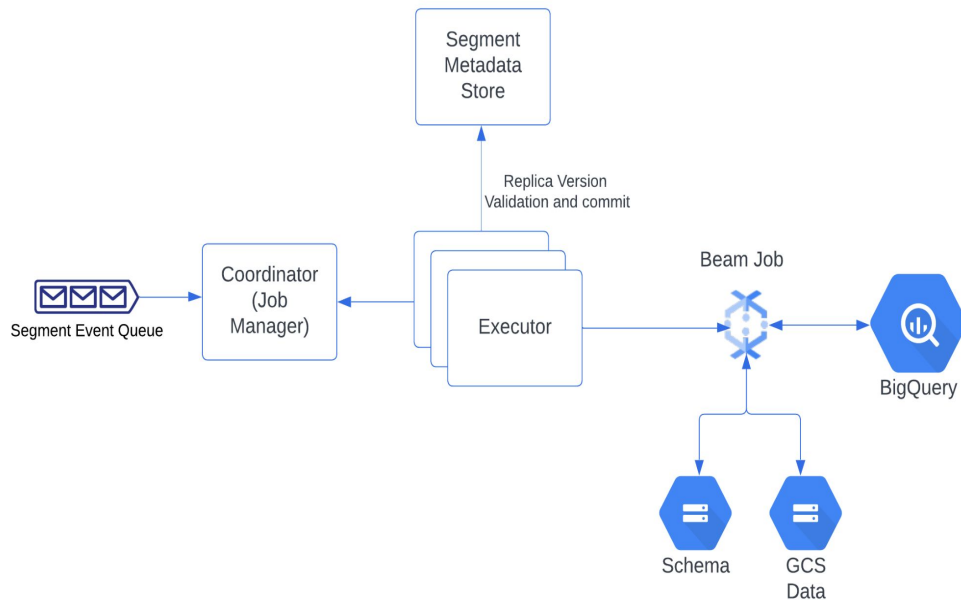 Segment
Metadata
Store
Replica Version
Validation and commit
Coordinator
(Job
Manager)
Segment Event Queue
Executor
Beam Job
BigQuery
Schema
GCS
Data